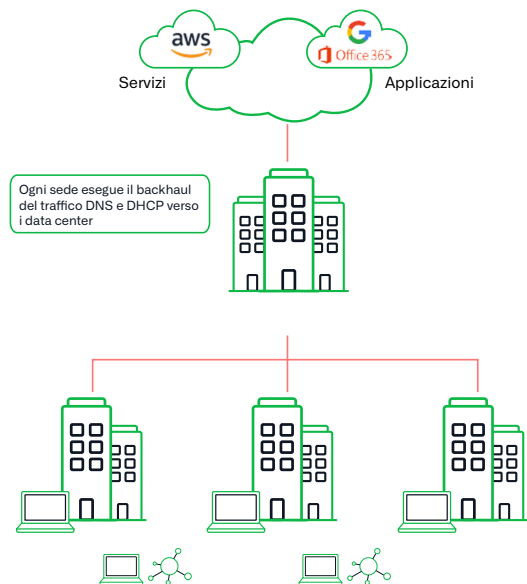 aws
G
Office 365
Servizi
Applicazioni
Ogni sede esegue il backhaul
del traffico DNS e DHCP verso
i data center